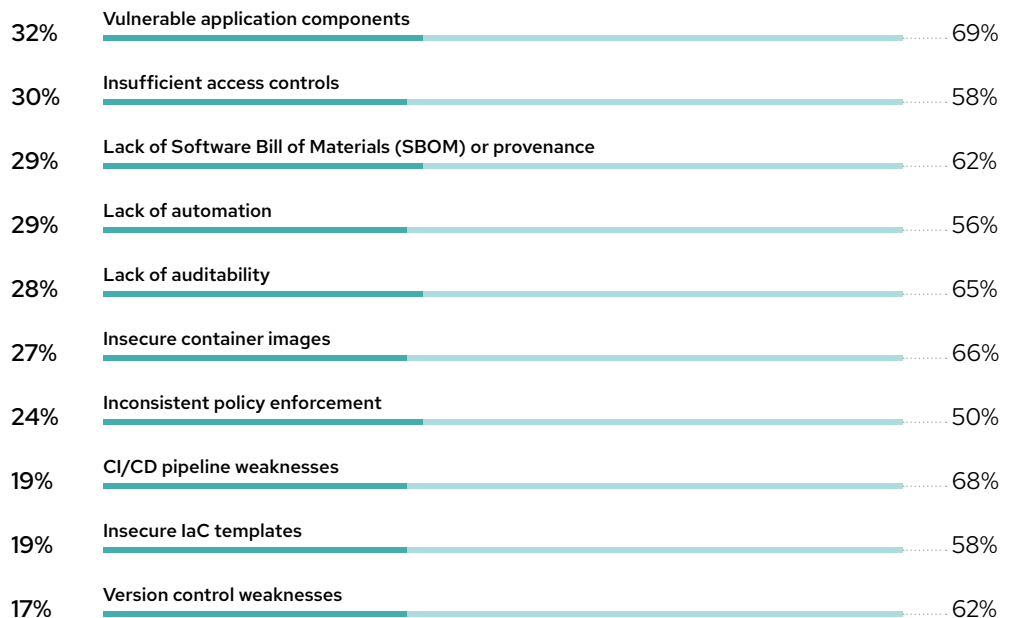 Vulnerable application components
32% 69%
Insufficient access controls
30% 58%
Lack of Software Bill of Materials (SBOM) or provenance
29% 62%
Lack of automation
29% 56%
Lack of auditability
28% 65%
Insecure container images
27% 66%
Inconsistent policy enforcement
24% 50%
CI/CD pipeline weaknesses
19% 68%
Insecure IaC templates
19% 58%
Version control weaknesses
17% 62%